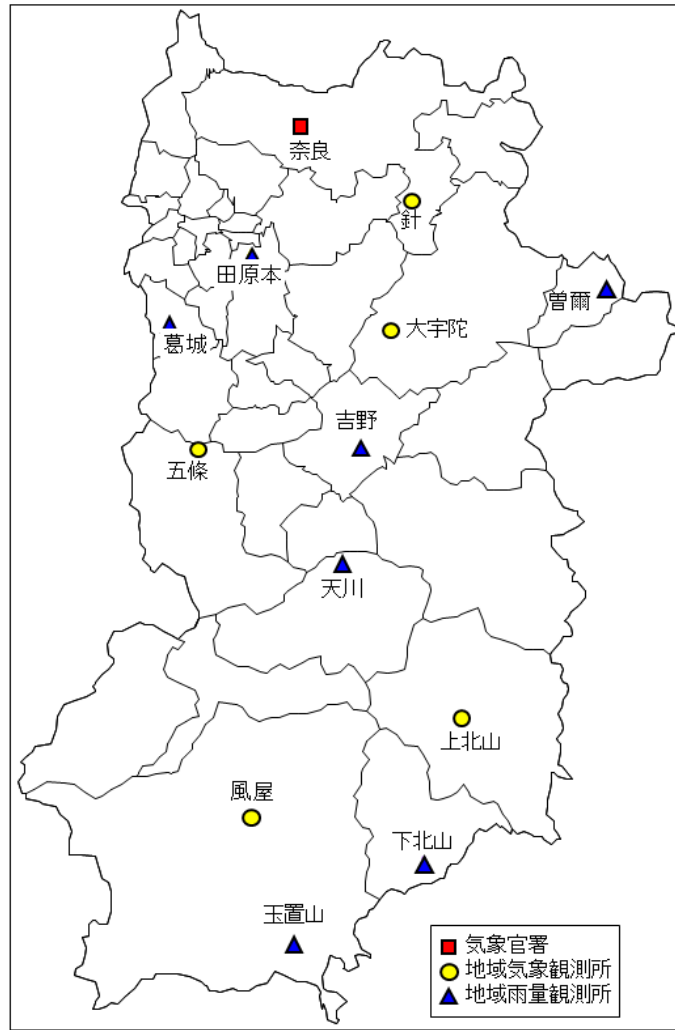 奈良
針
田原本
曽爾
大宇陀
葛城
吉野
五條
天川
上北山
風屋
下北山
玉置山
気象官署
地域気象観測所
地域雨量観測所